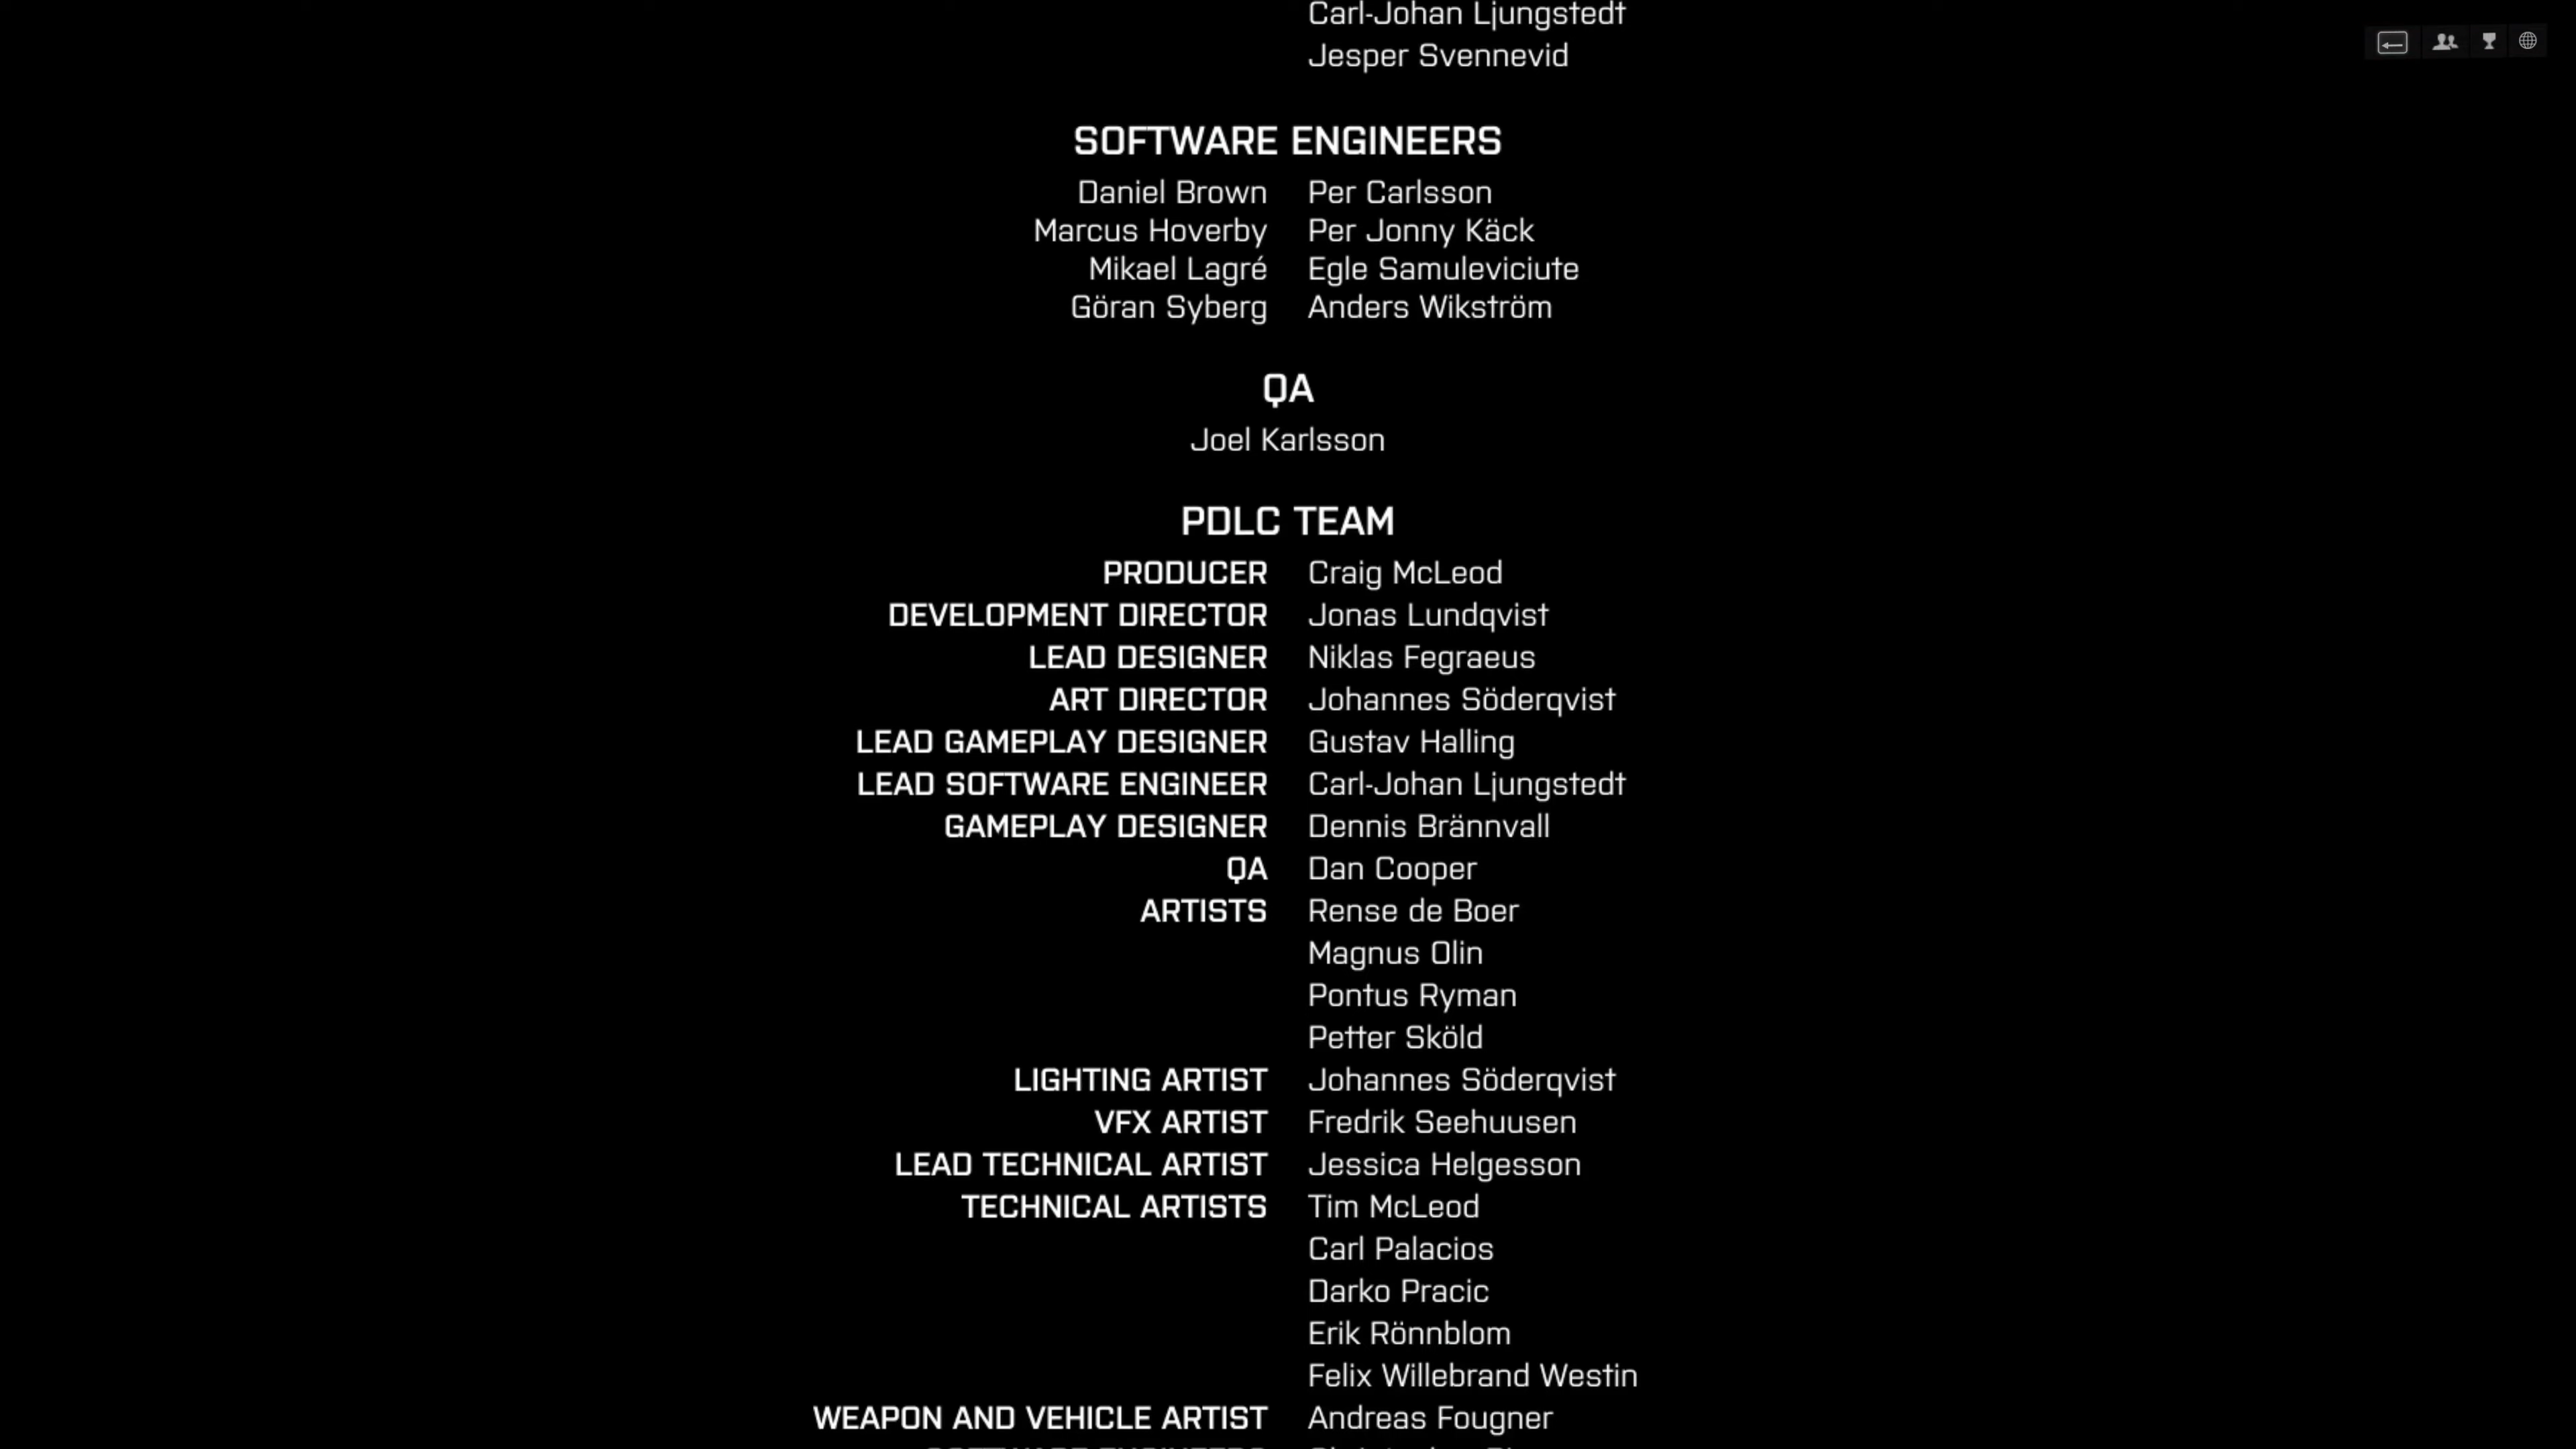 Carl-Johan Ljungstedt
Jesper Svennevid
SOFTWARE ENGINEERS
Daniel Brown Per Carlsson
Marcus Hoverby Per Jonny Käck
Mikael Lagré Egle Samuleviciute
Göran Syberg Anders Wikström
QA
Joel Karlsson
PDLC TEAM
PRODUCER Craig McLeod
DEVELOPMENT DIRECTOR Jonas Lundqvist
LEAD DESIGNER Niklas Fegraeus
ART DIRECTOR Johannes Söderqvist
LEAD GAMEPLAY DESIGNER Gustav Halling
LEAD SOFTWARE ENGINEER Carl-Johan Ljungstedt
GAMEPLAY DESIGNER Dennis Brännvall
QA Dan Cooper
ARTISTS Rense de Boer
Magnus Olin
Pontus Ryman
Petter Sköld
LIGHTING ARTIST Johannes Söderqvist
VFX ARTIST Fredrik Seehuusen
LEAD TECHNICAL ARTIST Jessica Helgesson
TECHNICAL ARTISTS Tim McLeod
Carl Palacios
Darko Pracic
Erik Rönnblom
Felix Willebrand Westin
WEAPON AND VEHICLE ARTIST Andreas Fougner